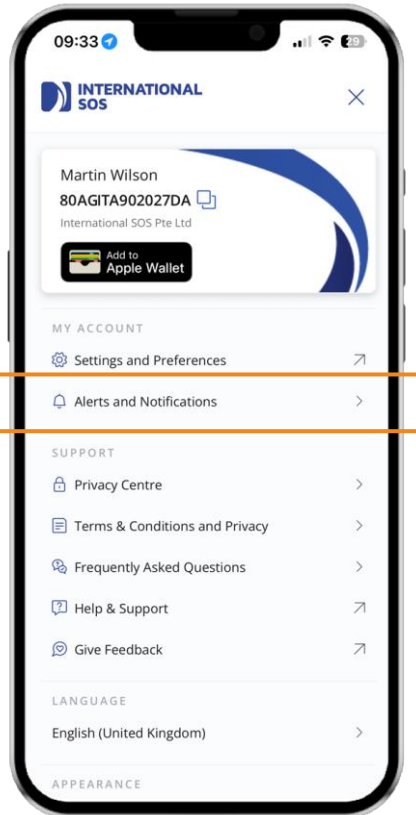 09:33
29
INTERNATIONAL
SOS
Martin Wilson
80AGITA902027DA
International SOS Pte Ltd
Add to
Apple Wallet
MY ACCOUNT
Settings and Preferences
Alerts and Notifications
SUPPORT
Privacy Centre
Terms & Conditions and Privacy
Frequently Asked Questions
Help & Support
Give Feedback
LANGUAGE
English (United Kingdom)
APPEARANCE